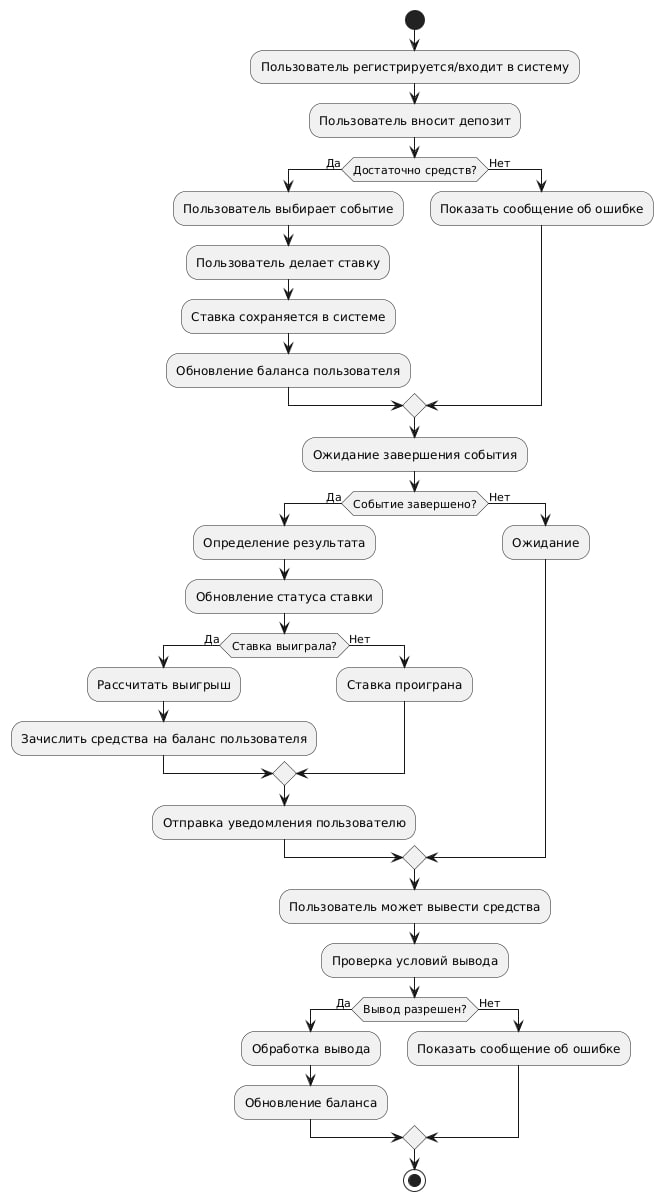 Пользователь регистрируется/входит в систему
Пользователь вносит депозит
Да
Достаточно средств?
Нет
Пользователь выбирает событие
Показать сообщение об ошибке
Пользователь делает ставку
Ставка сохраняется в системе
Обновление баланса пользователя
Ожидание завершения события
Да
Событие завершено?
Нет
Определение результата
Ожидание
Обновление статуса ставки
Да
Ставка выиграла?
Нет
Рассчитать выигрыш
Ставка проиграна
Зачислить средства на баланс пользователя
Отправка уведомления пользователю
Пользователь может вывести средства
Проверка условий вывода
Да
Вывод разрешен?
Нет
Обработка вывода
Показать сообщение об ошибке
Обновление баланса